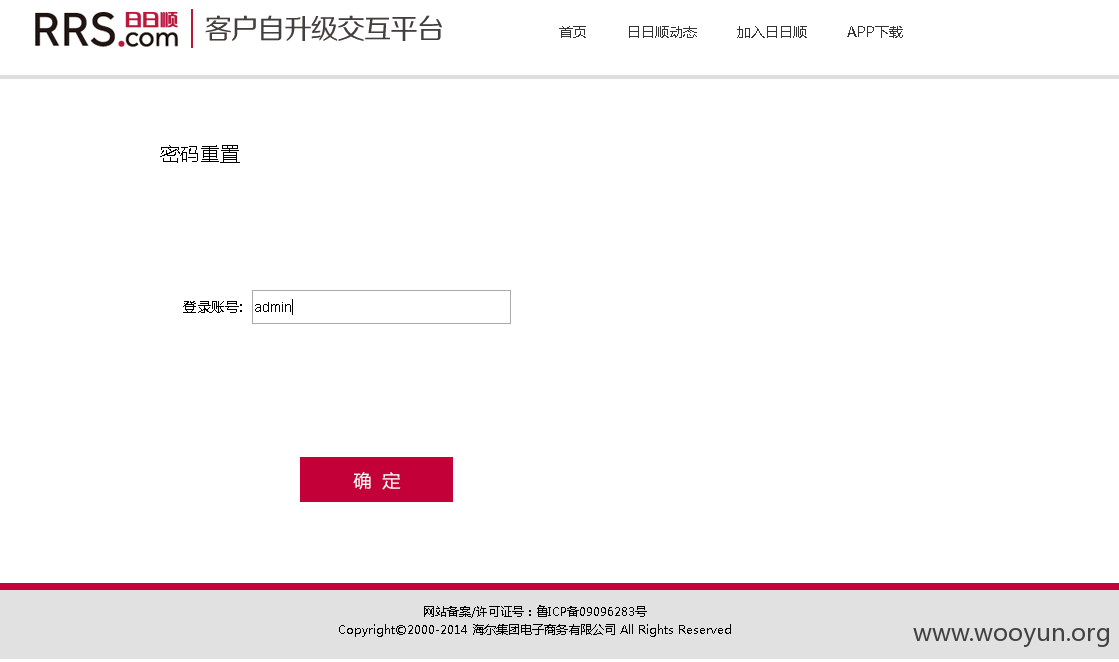 RRS.com 日日顺 客户自升级交互平台
首页 日日顺动态 加入日日顺 APP下载
密码重置
登录账号: admin
确 定
网站备案/许可证号：鲁ICP备09096283号
Copyright©2000-2014 海尔集团电子商务有限公司 All Rights Reserved
www.wooyun.org